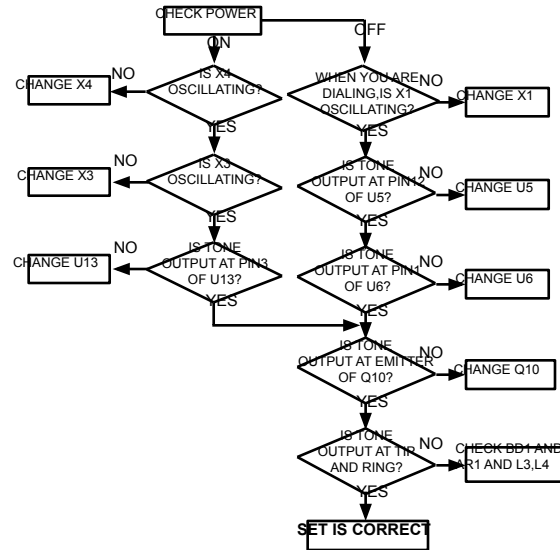 CHECK POWER
ON
OFF
IS X4
OSCILLATING?
NO
CHANGE X4
YES
IS X3
OSCILLATING?
NO
CHANGE X3
YES
IS TONE
OUTPUT AT PIN3
OF U13?
NO
CHANGE U13
YES
WHEN YOU ARE
DIALING,IS X1
OSCILLATING?
NO
CHANGE X1
YES
IS TONE
OUTPUT AT PIN12
OF U5?
NO
CHANGE U5
YES
IS TONE
OUTPUT AT PIN1
OF U6?
NO
CHANGE U6
YES
IS TONE
OUTPUT AT EMITTER
OF Q10?
NO
CHANGE Q10
YES
IS TONE
OUTPUT AT TIP
AND RING?
NO
CHECK BD1 AND
AR1 AND L3,L4
YES
SET IS CORRECT